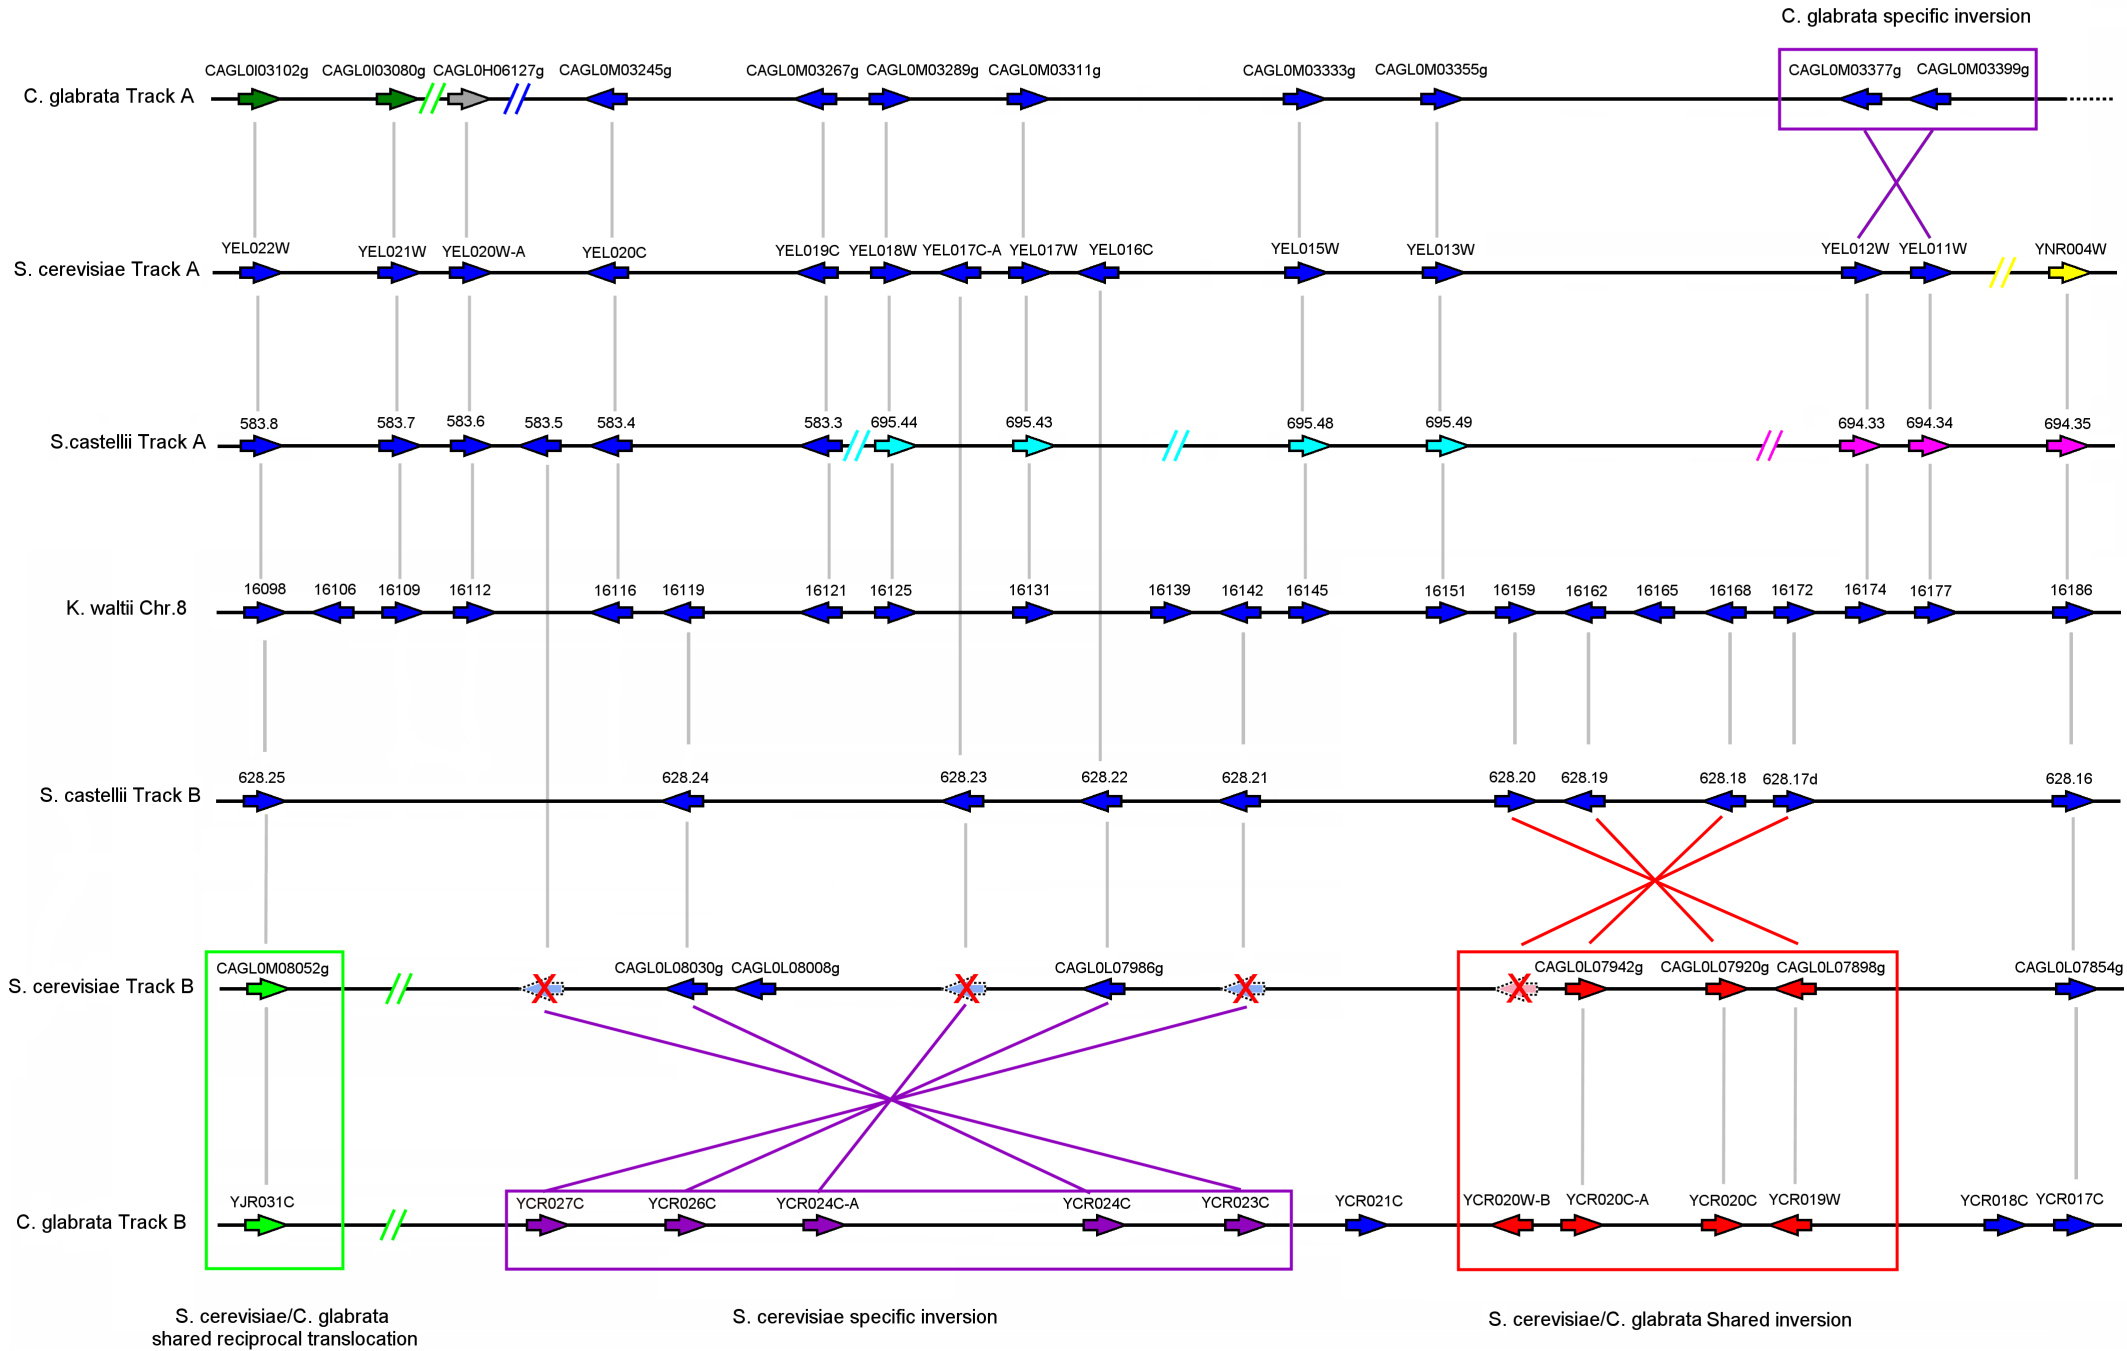 C. glabrata specific inversion
CAGL0I03102g CAGL0I03080g CAGL0H06127g CAGL0M03245g CAGL0M03267g CAGL0M03289g CAGL0M03311g CAGL0M03333g CAGL0M03355g CAGL0M03377g CAGL0M03399g
C. glabrata Track A
YEL022W YEL021W YEL020W-A YEL020C YEL019C YEL018W YEL017C-A YEL017W YEL016C YEL015W YEL013W YEL012W YEL011W YNR004W
S. cerevisiae Track A
583.8 583.7 583.6 583.5 583.4 583.3 695.44 695.43 695.48 695.49 694.33 694.34 694.35
S.castellii Track A
16098 16106 16109 16112 16116 16119 16121 16125 16131 16139 16142 16145 16151 16159 16162 16165 16168 16172 16174 16177 16186
K. waltii Chr.8
628.25 628.24 628.23 628.22 628.21 628.20 628.19 628.18 628.17d 628.16
S. castellii Track B
CAGL0M08052g CAGL0L08030g CAGL0L08008g CAGL0L07986g CAGL0L07942g CAGL0L07920g CAGL0L07898g CAGL0L07854g
S. cerevisiae Track B
YJR031C YCR027C YCR026C YCR024C-A YCR024C YCR023C YCR021C YCR020W-B YCR020C-A YCR020C YCR019W YCR018C YCR017C
C. glabrata Track B
S. cerevisiae/C. glabrata
shared reciprocal translocation
S. cerevisiae specific inversion
S. cerevisiae/C. glabrata Shared inversion